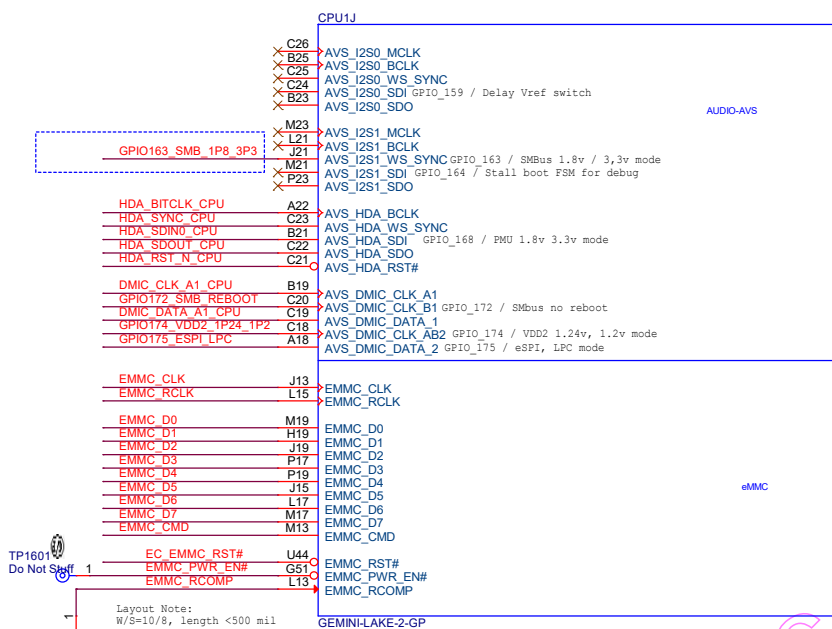 CPU1J
C26 AVS_I2S0_MCLK
B25 AVS_I2S0_BCLK
C25 AVS_I2S0_WS_SYNC
C24 AVS_I2S0_SDI GPIO_159 / Delay Vref switch
B23 AVS_I2S0_SDO
AUDIO-AVS
M23 AVS_I2S1_MCLK
L21 AVS_I2S1_BCLK
GPIO163_SMB_1P8_3P3 J21 AVS_I2S1_WS_SYNC GPIO_163 / SMBus 1.8v / 3,3v mode
M21 AVS_I2S1_SDI GPIO_164 / Stall boot FSM for debug
P23 AVS_I2S1_SDO
HDA_BITCLK_CPU A22 AVS_HDA_BCLK
HDA_SYNC_CPU C23 AVS_HDA_WS_SYNC
HDA_SDIN0_CPU B21 AVS_HDA_SDI GPIO_168 / PMU 1.8v 3.3v mode
HDA_SDOUT_CPU C22 AVS_HDA_SDO
HDA_RST_N_CPU C21 AVS_HDA_RST#
DMIC_CLK_A1_CPU B19 AVS_DMIC_CLK_A1
GPIO172_SMB_REBOOT C20 AVS_DMIC_CLK_B1 GPIO_172 / SMbus no reboot
DMIC_DATA_A1_CPU C19 AVS_DMIC_DATA_1
GPIO174_VDD2_1P24_1P2 C18 AVS_DMIC_CLK_AB2 GPIO_174 / VDD2 1.24v, 1.2v mode
GPIO175_ESPI_LPC A18 AVS_DMIC_DATA_2 GPIO_175 / eSPI, LPC mode
EMMC_CLK J13 EMMC_CLK
EMMC_RCLK L15 EMMC_RCLK
EMMC_D0 M19 EMMC_D0
EMMC_D1 H19 EMMC_D1
EMMC_D2 J19 EMMC_D2
EMMC_D3 P17 EMMC_D3
EMMC_D4 P19 EMMC_D4
EMMC_D5 J15 EMMC_D5
EMMC_D6 L17 EMMC_D6
EMMC_D7 M17 EMMC_D7
EMMC_CMD M13 EMMC_CMD
eMMC
EC_EMMC_RST# U44 EMMC_RST#
TP1601
Do Not Stuff 1 EMMC_PWR_EN# G51 EMMC_PWR_EN#
EMMC_RCOMP L13 EMMC_RCOMP
1
Layout Note:
W/S=10/8, length <500 mil
GEMINI-LAKE-2-GP